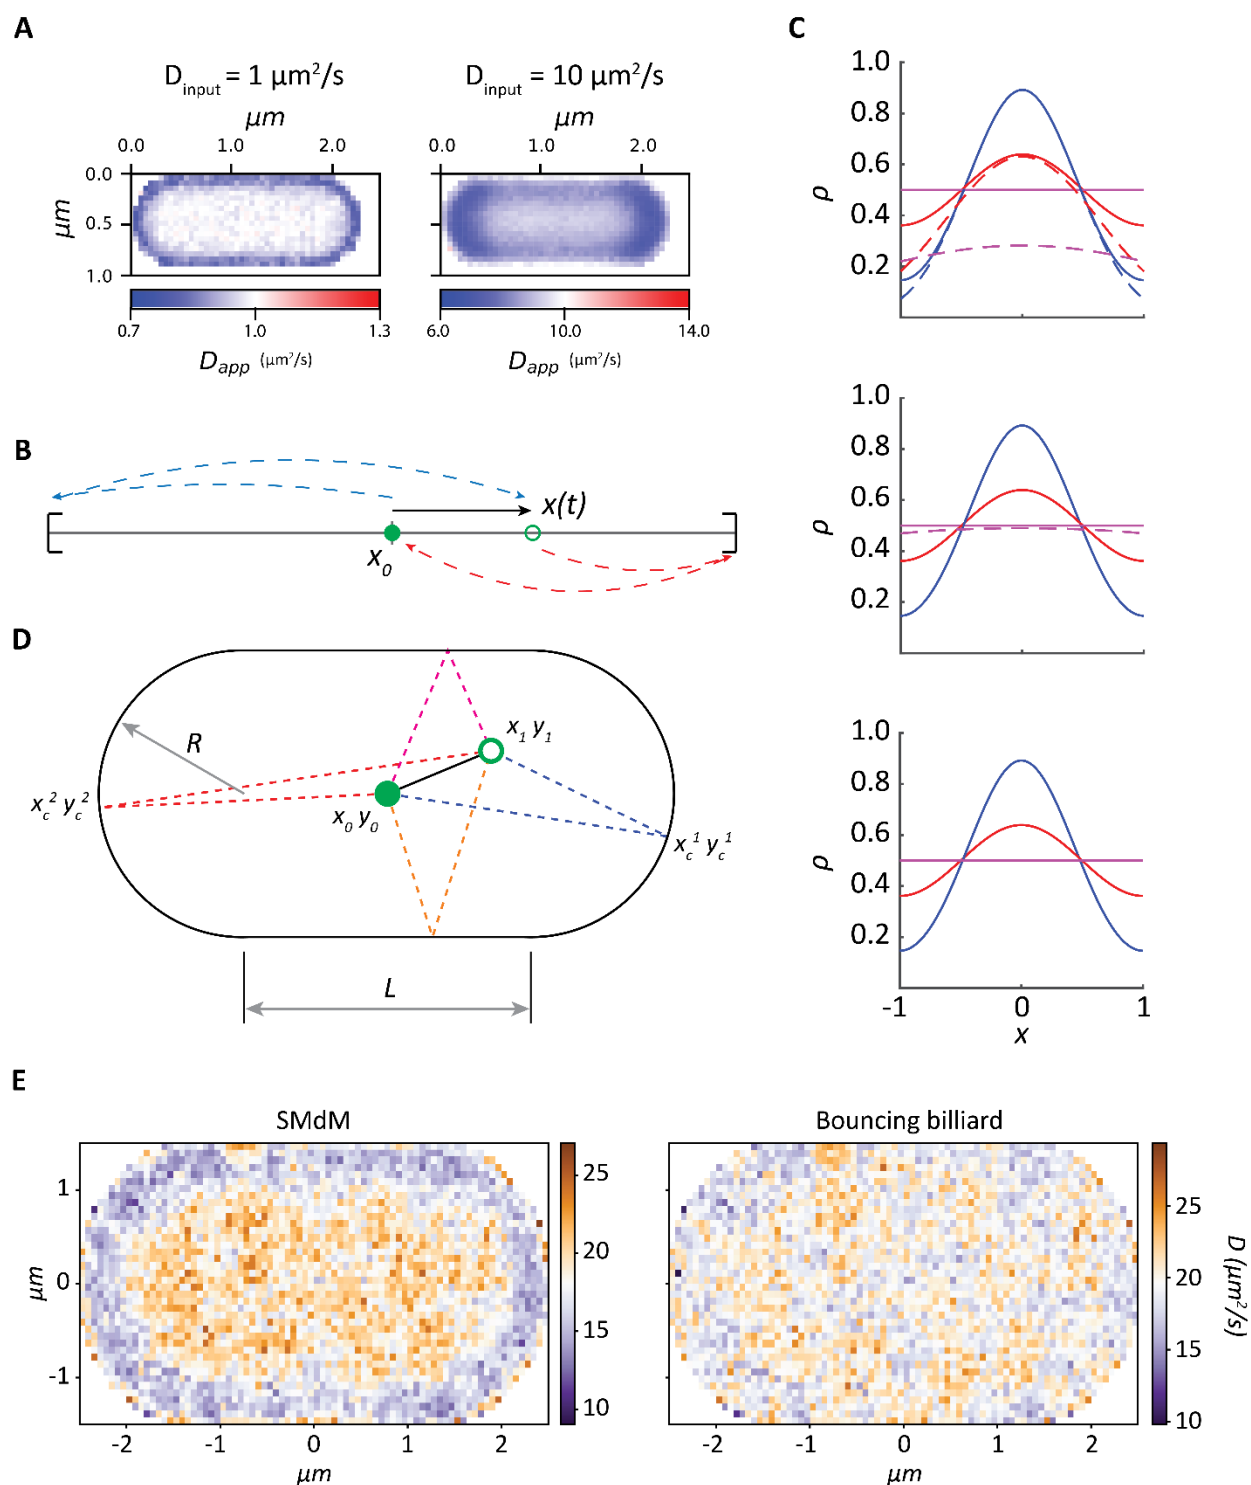 A
D_input = 1 µm²/s
µm
0.0 1.0 2.0
0.0
0.5
1.0
µm
0.7 1.0 1.3
D_app (µm²/s)
D_input = 10 µm²/s
µm
0.0 1.0 2.0
6.0 10.0 14.0
D_app (µm²/s)
B
x_0
x(t)
C
1.0
0.8
0.6
ρ
0.4
0.2
1.0
0.8
0.6
ρ
0.4
0.2
1.0
0.8
0.6
ρ
0.4
0.2
-1 0 1
x
D
R
x_1 y_1
x_c^2 y_c^2
x_0 y_0
x_c^1 y_c^1
L
E
SMdM
1
0
-1
µm
-2 -1 0 1 2
µm
25
20
15
10
Bouncing billiard
-2 -1 0 1 2
µm
25
20
15
10
D (µm²/s)